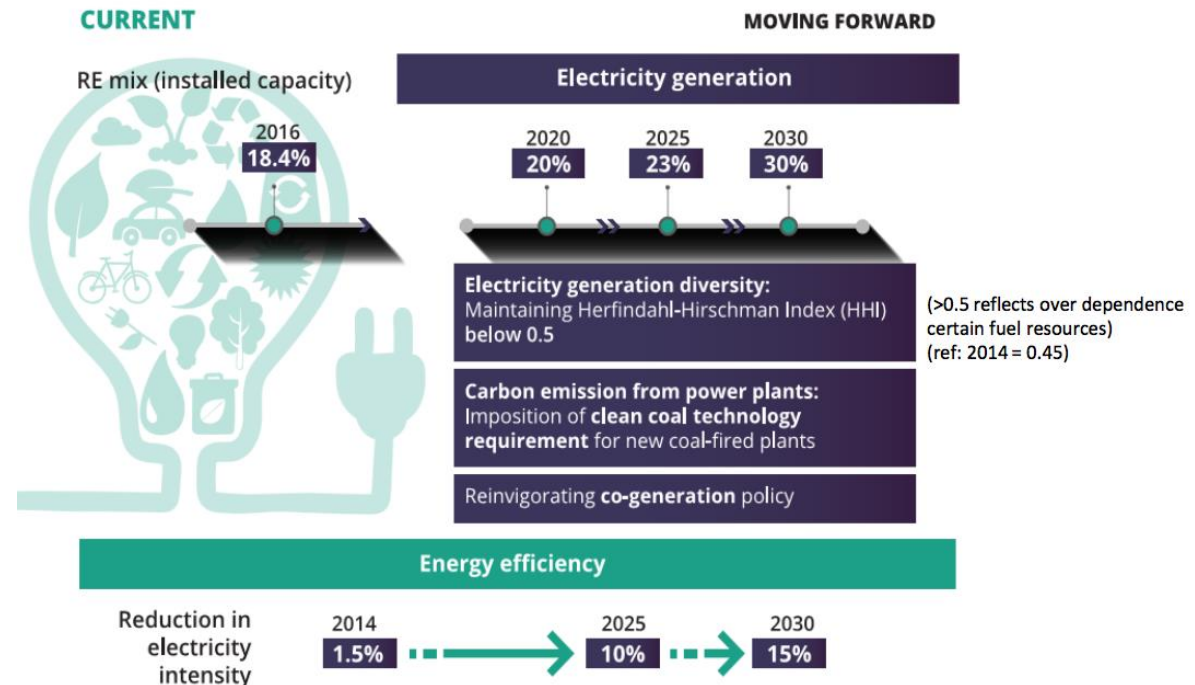 CURRENT
MOVING FORWARD
RE mix (installed capacity)
Electricity generation
2016
18.4%
2020
20%
2025
23%
2030
30%
Electricity generation diversity:
Maintaining Herfindahl-Hirschman Index (HHI)
below 0.5
(>0.5 reflects over dependence
certain fuel resources)
(ref: 2014 = 0.45)
Carbon emission from power plants:
Imposition of clean coal technology
requirement for new coal-fired plants
Reinvigorating co-generation policy
Energy efficiency
Reduction in
electricity
intensity
2014
1.5%
2025
10%
2030
15%